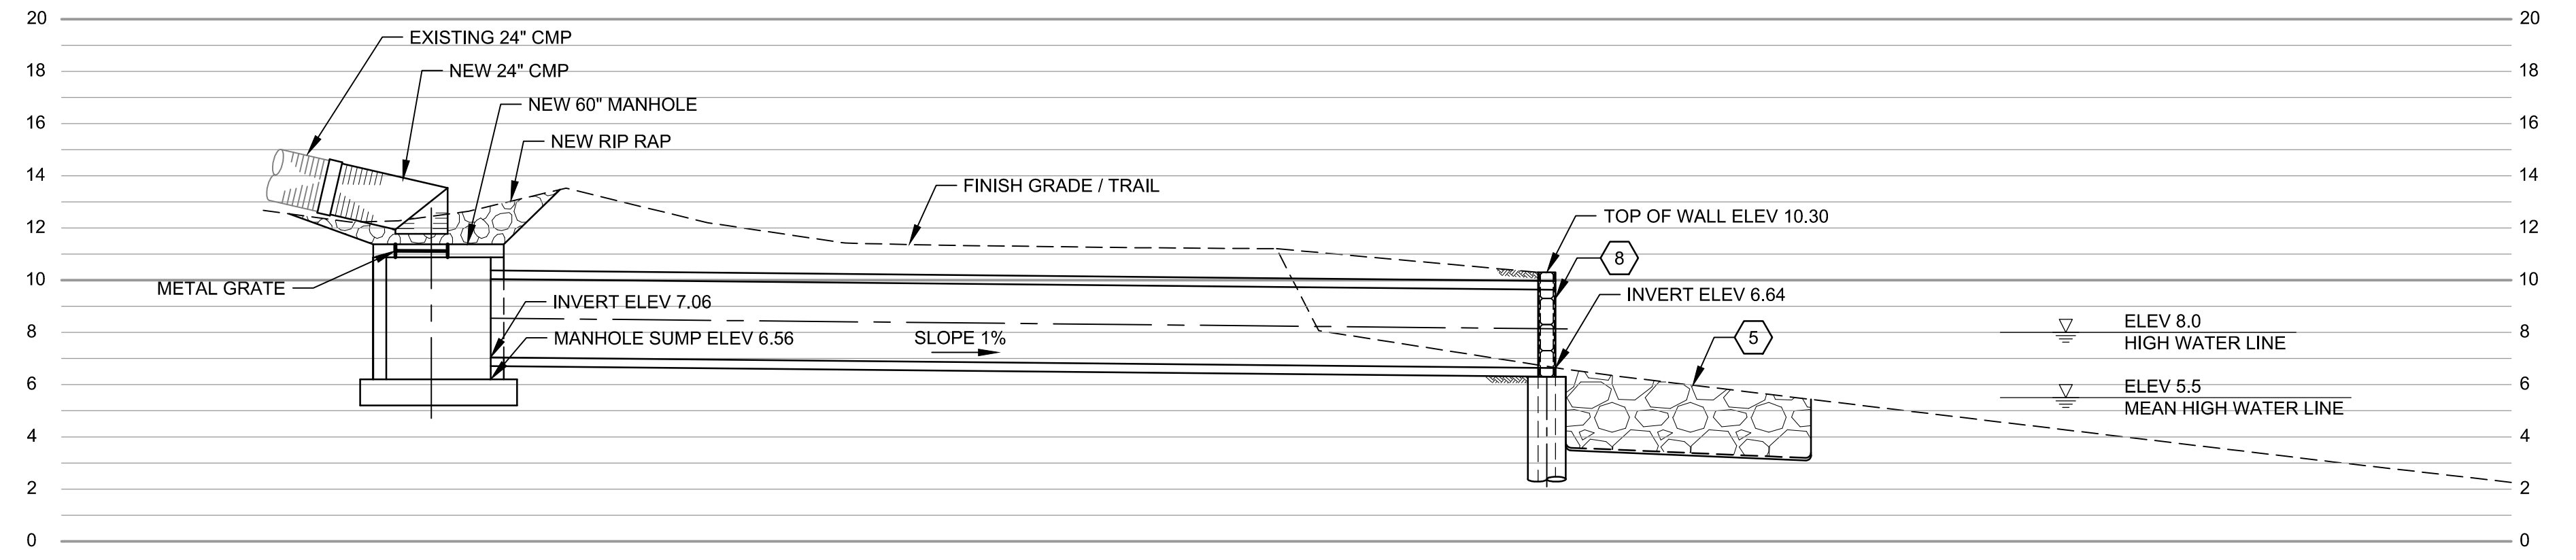 20
20
EXISTING 24" CMP
18
NEW 24" CMP
18
NEW 60" MANHOLE
16
16
NEW RIP RAP
14
14
FINISH GRADE / TRAIL
TOP OF WALL ELEV 10.30
12
12
8
10
10
METAL GRATE
INVERT ELEV 7.06
INVERT ELEV 6.64
8
MANHOLE SUMP ELEV 6.56
SLOPE 1%
5
ELEV 8.0
HIGH WATER LINE
8
6
ELEV 5.5
MEAN HIGH WATER LINE
6
4
4
2
2
0
0